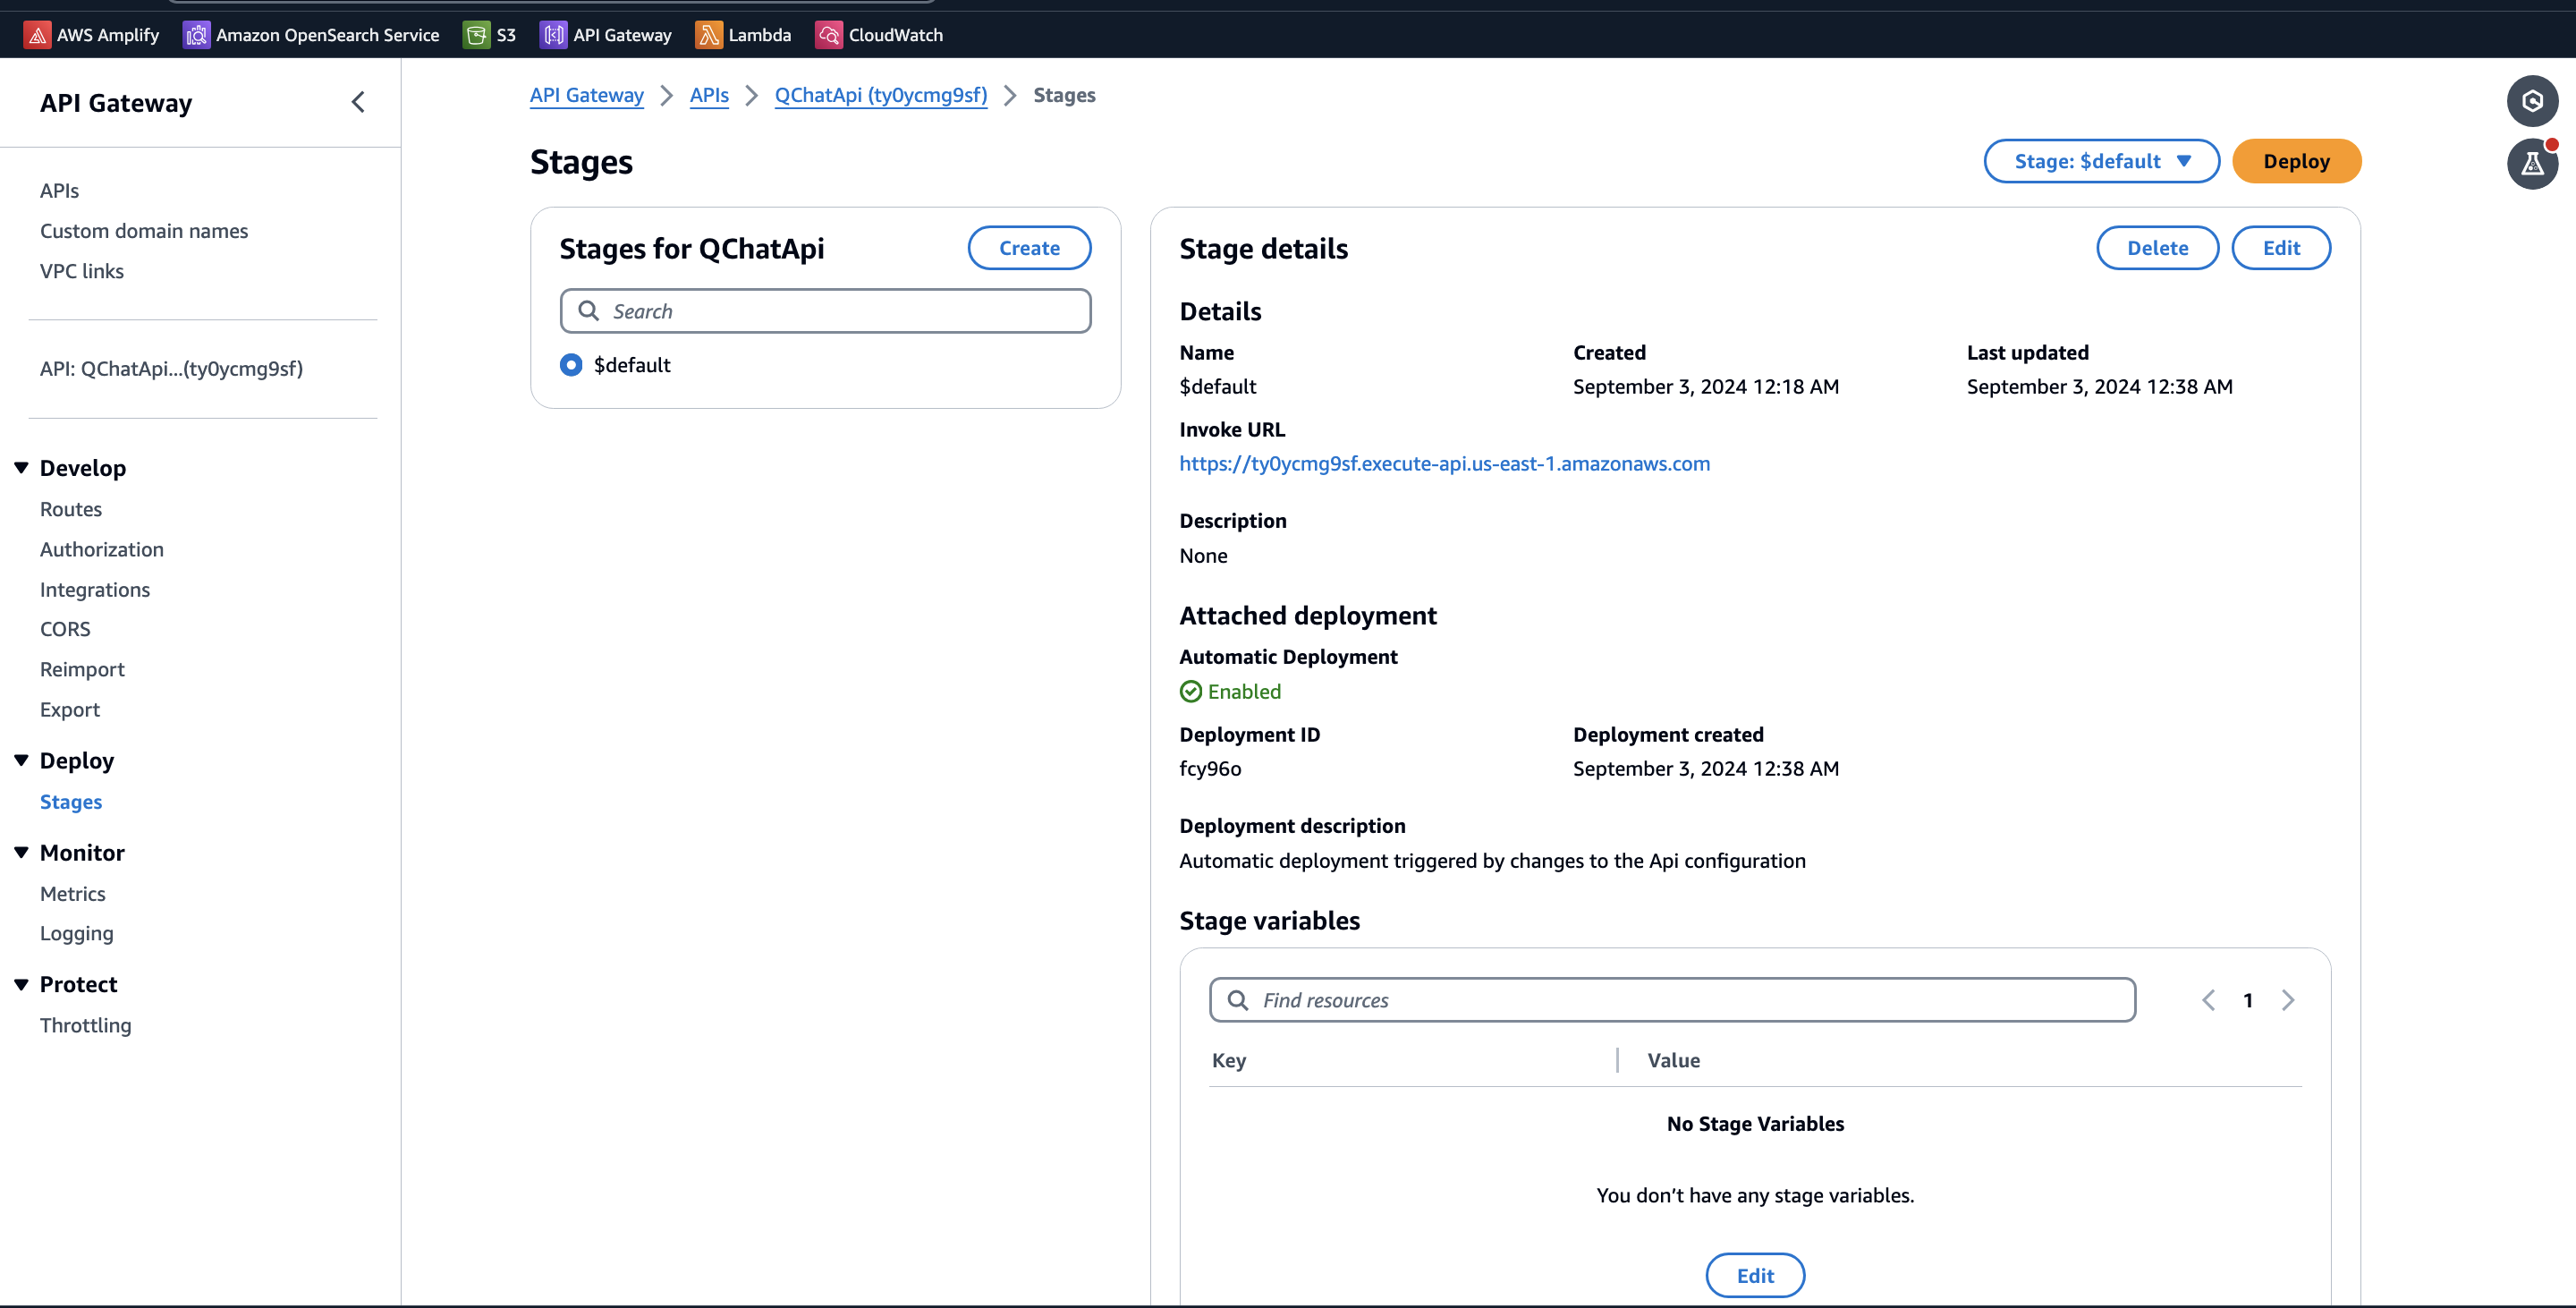 AWS Amplify
Amazon OpenSearch Service
S3
API Gateway
Lambda
CloudWatch
API Gateway
APIs
Custom domain names
VPC links
API: QChatApi...(ty0ycmg9sf)
Develop
Routes
Authorization
Integrations
CORS
Reimport
Export
Deploy
Stages
Monitor
Metrics
Logging
Protect
Throttling
API Gateway
APIs
QChatApi (ty0ycmg9sf)
Stages
Stages
Stage: $default
Deploy
Stages for QChatApi
Create
Search
$default
Stage details
Delete
Edit
Details
Name
Created
Last updated
$default
September 3, 2024 12:18 AM
September 3, 2024 12:38 AM
Invoke URL
https://ty0ycmg9sf.execute-api.us-east-1.amazonaws.com
Description
None
Attached deployment
Automatic Deployment
Enabled
Deployment ID
Deployment created
fcy96o
September 3, 2024 12:38 AM
Deployment description
Automatic deployment triggered by changes to the Api configuration
Stage variables
Find resources
1
Key
Value
No Stage Variables
You don’t have any stage variables.
Edit